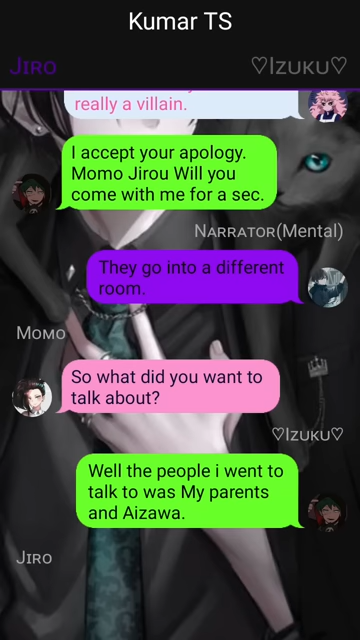 Kumar TS
Jiro
♡Izuku♡
really a villain.
I accept your apology.
Momo Jirou Will you
come with me for a sec.
Narrator(Mental)
They go into a different
room.
Momo
So what did you want to
talk about?
♡Izuku♡
Well the people i went to
talk to was My parents
and Aizawa.
Jiro